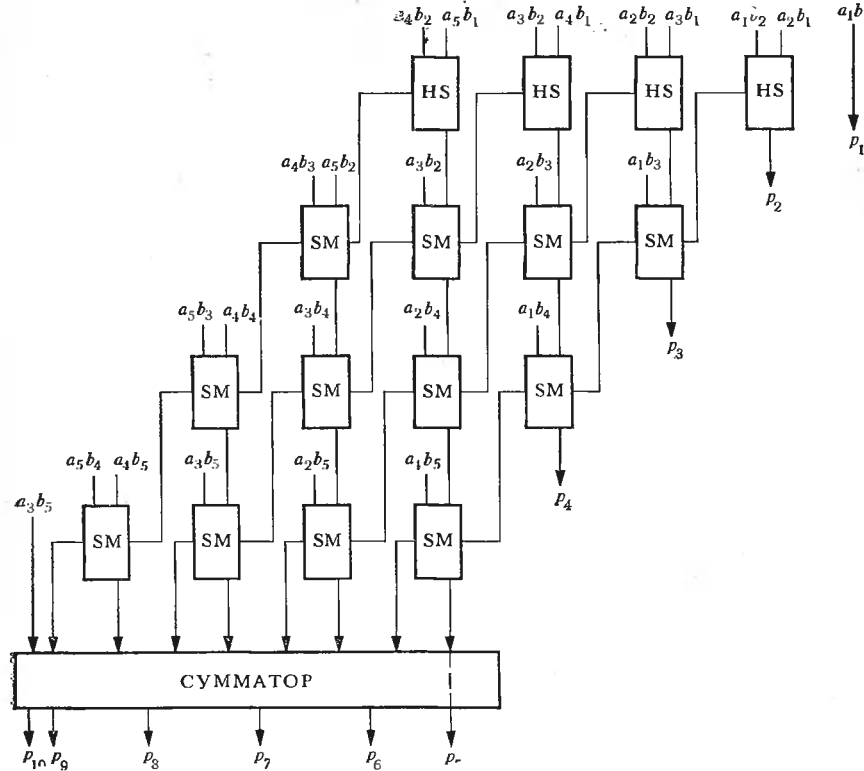 a₄b₂ a₅b₁ a₃b₂ a₄b₁ a₂b₂ a₃b₁ a₁b₂ a₂b₁ a₁b
HS HS HS HS
p₁
a₄b₃ a₅b₂ a₃b₂ a₂b₃ a₁b₃
p₂
SM SM SM SM
a₅b₃ a₄b₄ a₃b₄ a₂b₄ a₁b₄
p₃
SM SM SM SM
a₅b₄ a₄b₅ a₃b₅ a₂b₅ a₁b₅
a₃b₅
p₄
SM SM SM SM
СУММАТОР
p₁₀ p₉ p₈ p₇ p₆